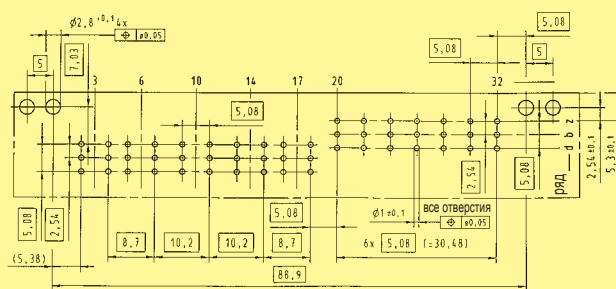 Ø2,8 +0,1 4x
⌖ ø0,05
5,08
5
7,03
5,08
5
3 6 10 14 17 20 32
5,08
z
b
d
ряд
2,54
5,08
2,54±0,1
5,3±0,1
5,08
2,54
5,08
Ø1±0,1 все отверстия
⌖ ø0,05
8,7 10,2 10,2 8,7
6x 5,08 (=30,48)
(5,38)
88,9